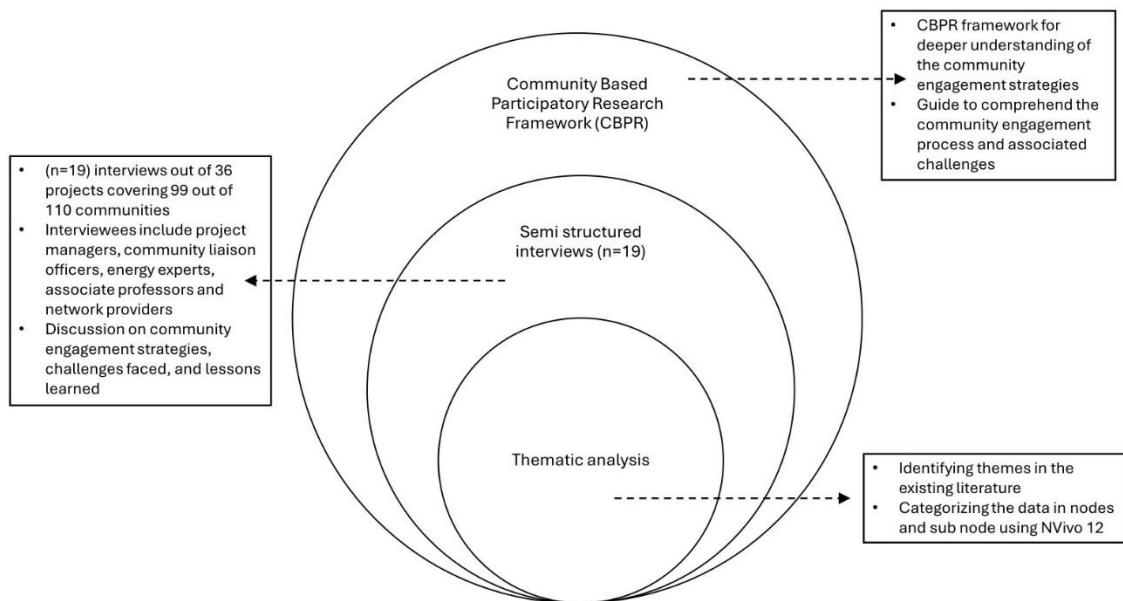 Community Based
Participatory Research
Framework (CBPR)
• CBPR framework for
deeper understanding of
the community
engagement strategies
• Guide to comprehend the
community engagement
process and associated
challenges
• (n=19) interviews out of 36
projects covering 99 out of
110 communities
• Interviewees include project
managers, community liaison
officers, energy experts,
associate professors and
network providers
• Discussion on community
engagement strategies,
challenges faced, and lessons
learned
Semi structured
interviews (n=19)
Thematic analysis
• Identifying themes in the
existing literature
• Categorizing the data in nodes
and sub node using NVivo 12